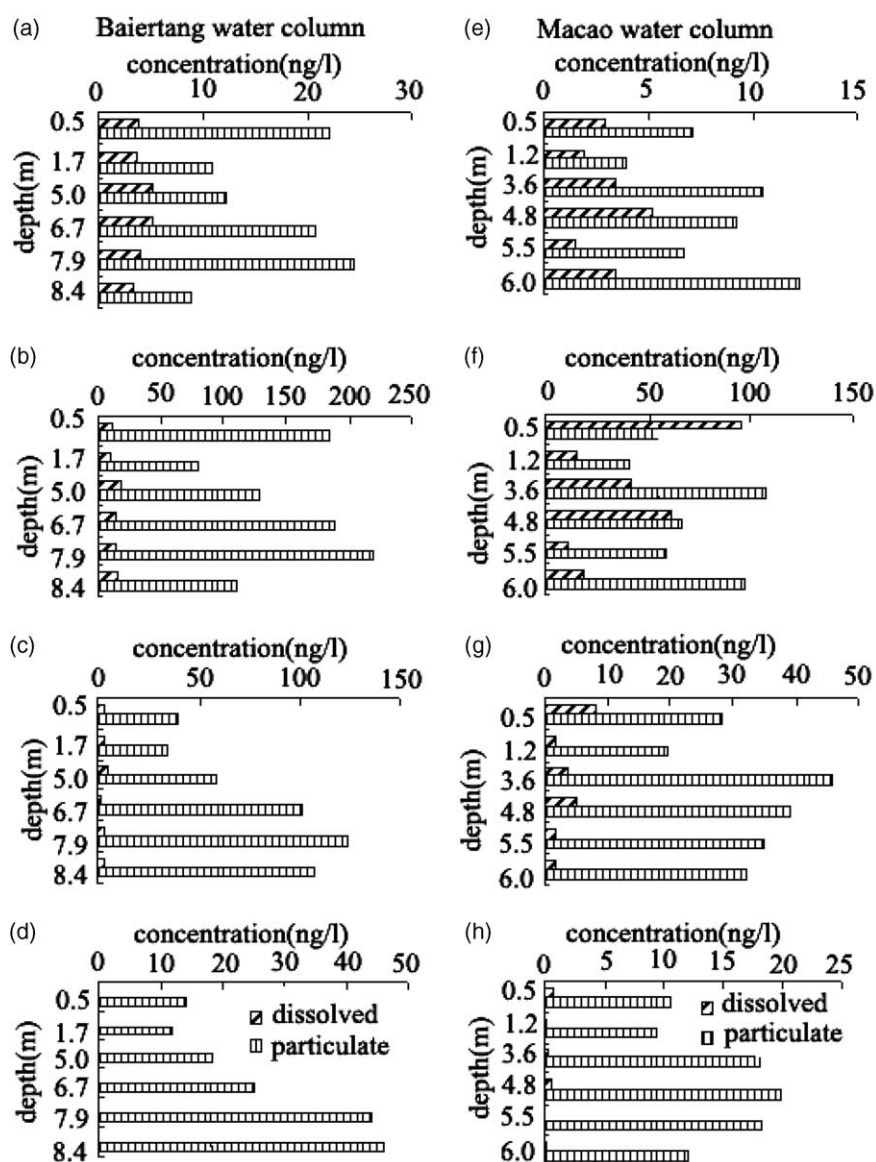 (a) Baiertang water column
concentration(ng/l)
0 10 20 30
0.5
1.7
5.0
6.7
7.9
8.4
depth(m)
(b) concentration(ng/l)
0 50 100 150 200 250
0.5
1.7
5.0
6.7
7.9
8.4
depth(m)
(c) concentration(ng/l)
0 50 100 150
0.5
1.7
5.0
6.7
7.9
8.4
depth(m)
(d) concentration(ng/l)
0 10 20 30 40 50
0.5
1.7
5.0
6.7
7.9
8.4
depth(m)
dissolved
particulate
(e) Macao water column
concentration(ng/l)
0 5 10 15
0.5
1.2
3.6
4.8
5.5
6.0
depth(m)
(f) concentration(ng/l)
0 50 100 150
0.5
1.2
3.6
4.8
5.5
6.0
depth(m)
(g) concentration(ng/l)
0 10 20 30 40 50
0.5
1.2
3.6
4.8
5.5
6.0
depth(m)
(h) concentration(ng/l)
0 5 10 15 20 25
0.5
1.2
3.6
4.8
5.5
6.0
depth(m)
dissolved
particulate